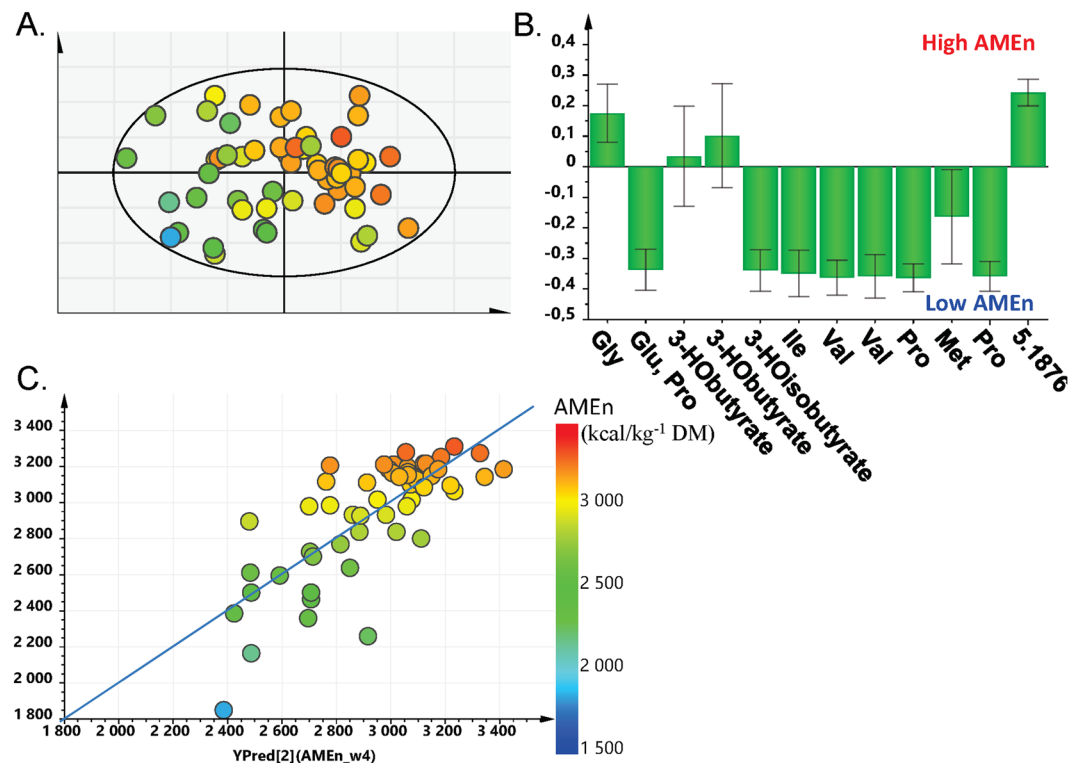 A.
B.
High AMEn
0,4
0,3
0,2
0,1
0
-0,1
-0,2
-0,3
-0,4
-0,5
Low AMEn
Gly
Glu, Pro
3-HObutyrate
3-HObutyrate
3-HOisobutyrate
Ile
Val
Val
Pro
Met
Pro
5.1876
C.
3 400
3 200
3 000
2 800
2 600
2 400
2 200
2 000
1 800
1 800 2 000 2 200 2 400 2 600 2 800 3 000 3 200 3 400
YPred[2](AMEn_w4)
AMEn
(kcal/kg-1 DM)
3 000
2 500
2 000
1 500